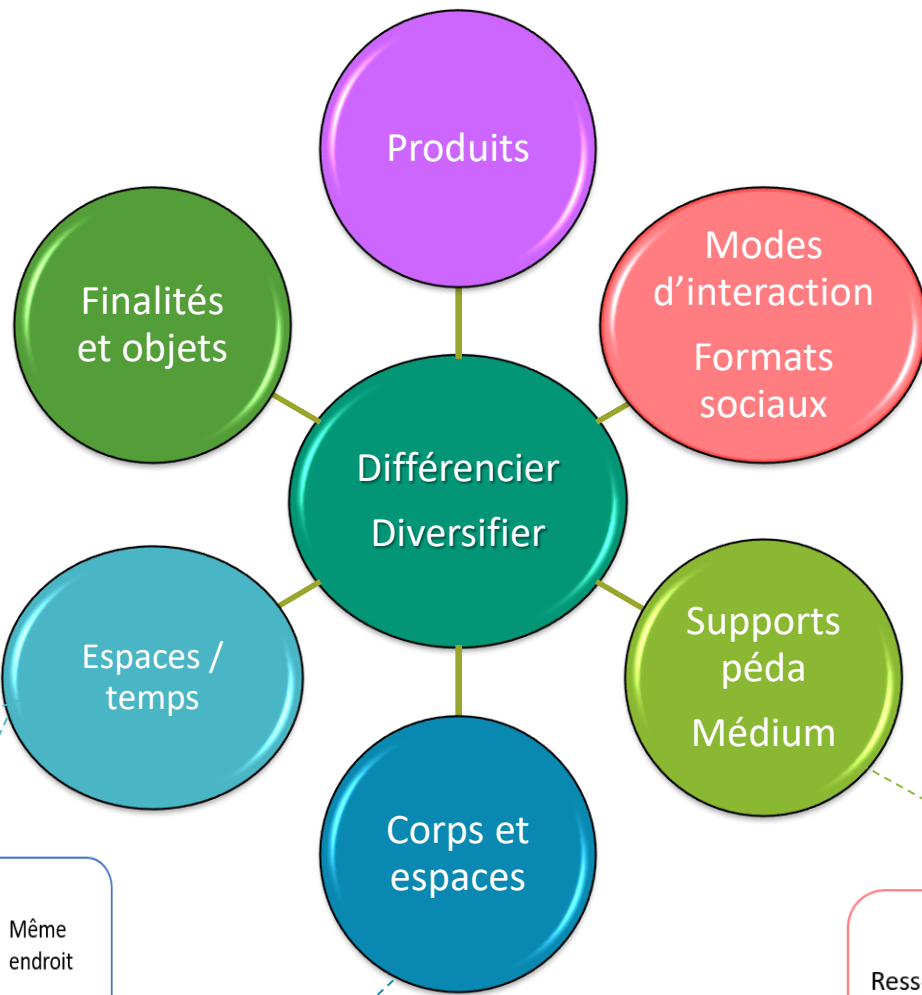 Produits
Modes
d'interaction
Formats
sociaux
Finalités
et objets
Différencier
Diversifier
Supports
péda
Médium
Espaces /
temps
Corps et
espaces
Même
endroit
Ress